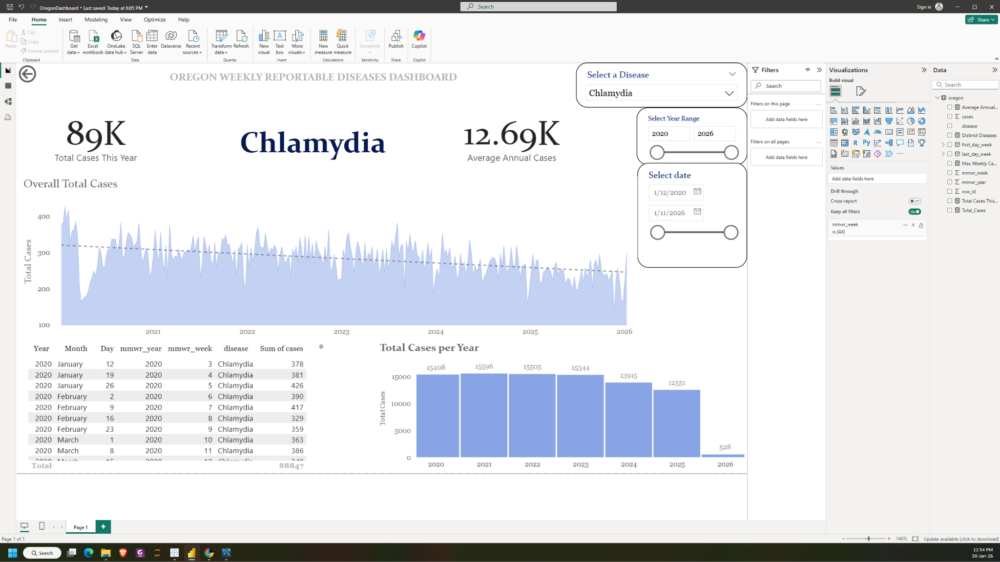 OregonDashboard • Last saved: Today at 6:05 PM
Search
Sign in
File Home Insert Modeling View Optimize Help
Share
Paste
Cut
Copy
Format painter
Clipboard
Get data
Excel workbook
OneLake data hub
SQL Server
Enter data
Dataverse
Recent sources
Data
Transform data
Refresh
Queries
New visual
Text box
More visuals
Insert
New measure
Quick measure
Calculations
Sensitivity
Sensitivity
Publish
Share
Copilot
Copilot
OREGON WEEKLY REPORTABLE DISEASES DASHBOARD
Select a Disease
Chlamydia
89K
Total Cases This Year
Chlamydia
12.69K
Average Annual Cases
Select Year Range
2020 2026
Select date
1/12/2020
1/11/2026
Overall Total Cases
Total Cases
400
300
200
100
2021 2022 2023 2024 2025 2026
Year Month Day mmwr_year mmwr_week disease Sum of cases
2020 January 12 2020 3 Chlamydia 378
2020 January 19 2020 4 Chlamydia 381
2020 January 26 2020 5 Chlamydia 426
2020 February 2 2020 6 Chlamydia 390
2020 February 9 2020 7 Chlamydia 417
2020 February 16 2020 8 Chlamydia 329
2020 February 23 2020 9 Chlamydia 359
2020 March 1 2020 10 Chlamydia 363
2020 March 8 2020 11 Chlamydia 386
Total 88847
Total Cases per Year
Total Cases
15000
10000
5000
0
15408 15596 15505 15344 13915 12551 528
2020 2021 2022 2023 2024 2025 2026
Filters
Search
Filters on this page
Add data fields here
Filters on all pages
Add data fields here
Visualizations
Build visual
R Py
Values
Add data fields here
Drill through
Cross-report Off
Keep all filters On
mmwr_week
is (All)
Data
Search
oregon
Average Annual...
cases
disease
Distinct Diseases
first_day_week
last_day_week
Max Weekly Ca...
mmwr_week
mmwr_year
row_id
Total Cases This...
Total_Cases
Page 1
Page 1 of 1
146%
Update available (click to download)
Search
11:54 PM
30-Jan-26